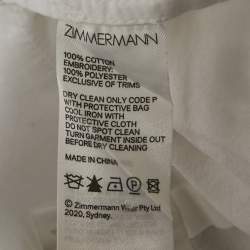 ZIMMERMANN
100% COTTON
EMBROIDERY:
100% POLYESTER
EXCLUSIVE OF TRIMS
DRY CLEAN ONLY CODE P
WITH PROTECTIVE BAG
COOL IRON WITH
PROTECTIVE CLOTH
DO NOT SPOT CLEAN
TURN GARMENT INSIDE OUT
BEFORE DRY CLEANING
MADE IN CHINA
P
© Zimmermann Wear Pty Ltd
2020, Sydney.